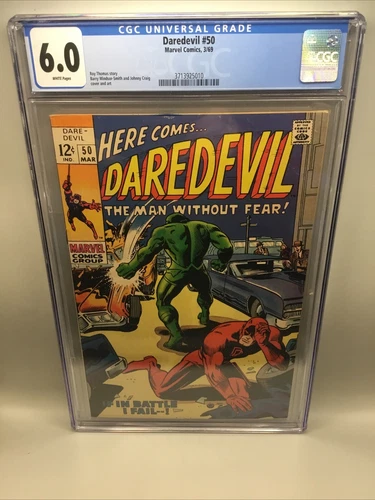 CGC UNIVERSAL GRADE
6.0
WHITE Pages
Daredevil #50
Marvel Comics, 3/69
Roy Thomas story
Barry Windsor-Smith and Johnny Craig
cover and art
3713925010
CGC
DARE-
DEVIL
12¢
IND.
50
MAR
HERE COMES...
DAREDEVIL
THE MAN WITHOUT FEAR!
MARVEL
COMICS
GROUP
IF IN BATTLE
I FAIL--!